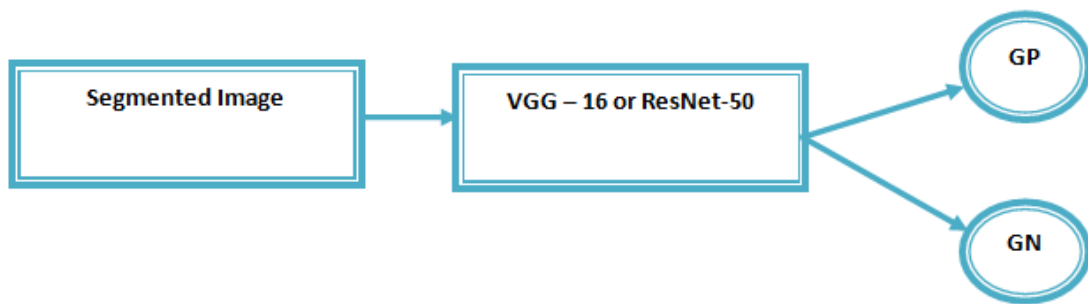 Segmented Image
VGG – 16 or ResNet-50
GP
GN